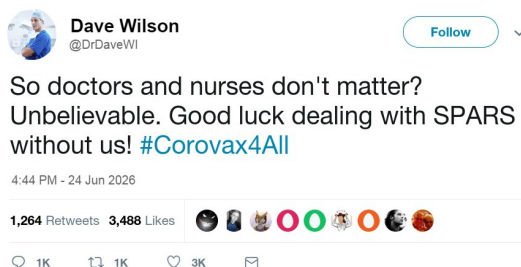 Dave Wilson
@DrDaveWI
Follow
So doctors and nurses don't matter?
Unbelievable. Good luck dealing with SPARS
without us! #Corovax4All
4:44 PM - 24 Jun 2026
1,264 Retweets 3,488 Likes
1K 1K 3K